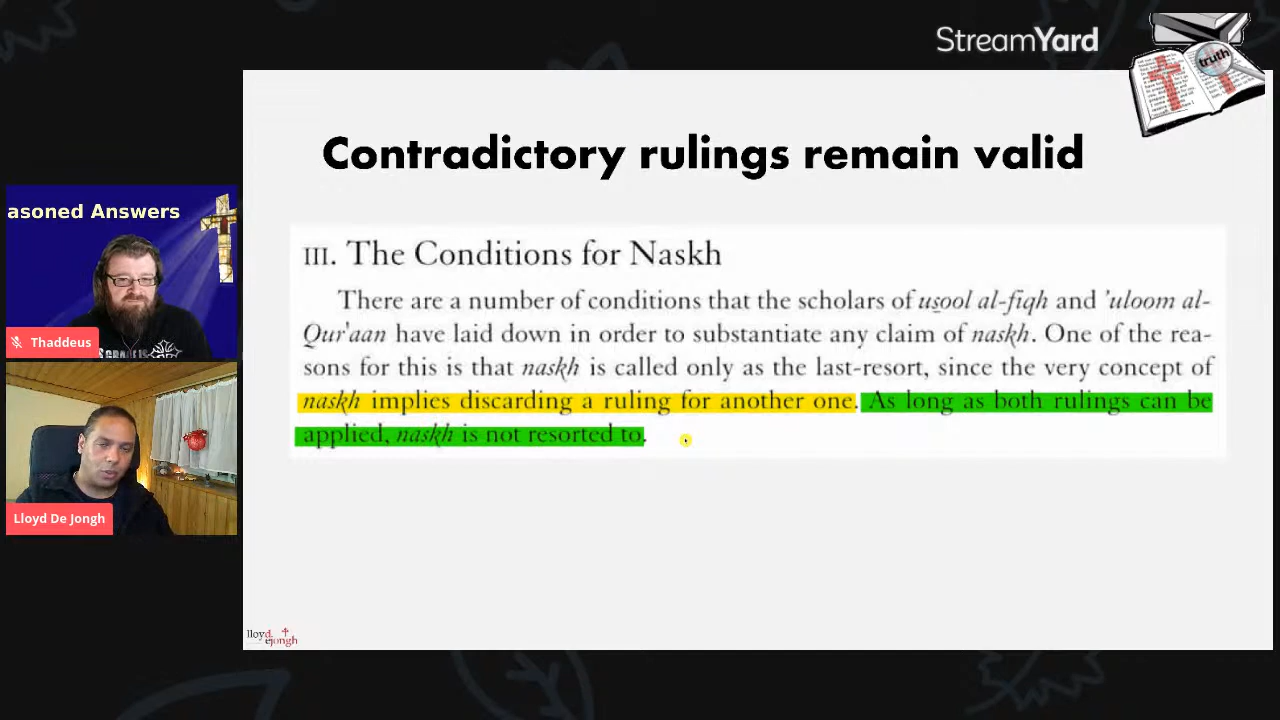 StreamYard
truth
Contradictory rulings remain valid
III. The Conditions for Naskh
There are a number of conditions that the scholars of uṣool al-fiqh and 'uloom al-
Qur'aan have laid down in order to substantiate any claim of naskh. One of the rea-
sons for this is that naskh is called only as the last-resort, since the very concept of
naskh implies discarding a ruling for another one. As long as both rulings can be
applied, naskh is not resorted to.
asoned Answers
Thaddeus
Lloyd De Jongh
lloyd
ejongh